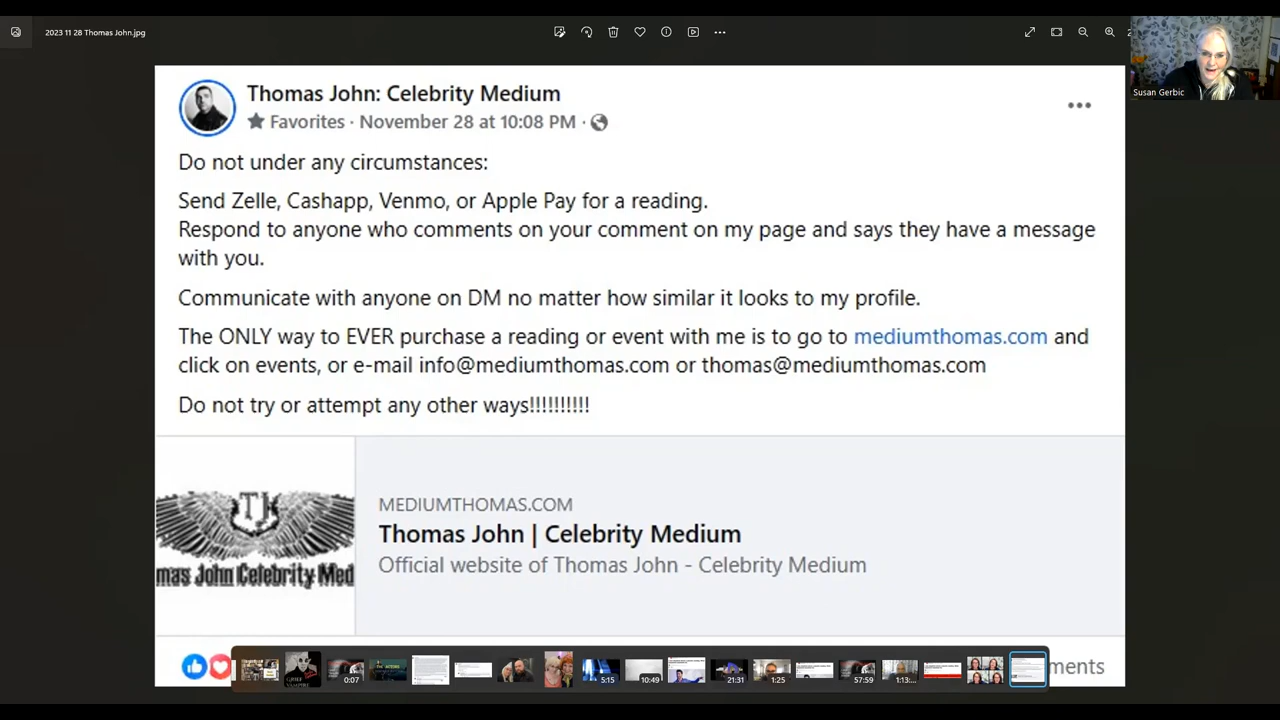 2023 11 28 Thomas John.jpg
Susan Gerbic
Thomas John: Celebrity Medium
Favorites · November 28 at 10:08 PM ·
Do not under any circumstances:
Send Zelle, Cashapp, Venmo, or Apple Pay for a reading.
Respond to anyone who comments on your comment on my page and says they have a message
with you.
Communicate with anyone on DM no matter how similar it looks to my profile.
The ONLY way to EVER purchase a reading or event with me is to go to mediumthomas.com and
click on events, or e-mail info@mediumthomas.com or thomas@mediumthomas.com
Do not try or attempt any other ways!!!!!!!!!!
TJ
mas John Celebrity Med
MEDIUMTHOMAS.COM
Thomas John | Celebrity Medium
Official website of Thomas John - Celebrity Medium
0:07
5:15
10:49
21:31
1:25
57:59
1:13:...
ments